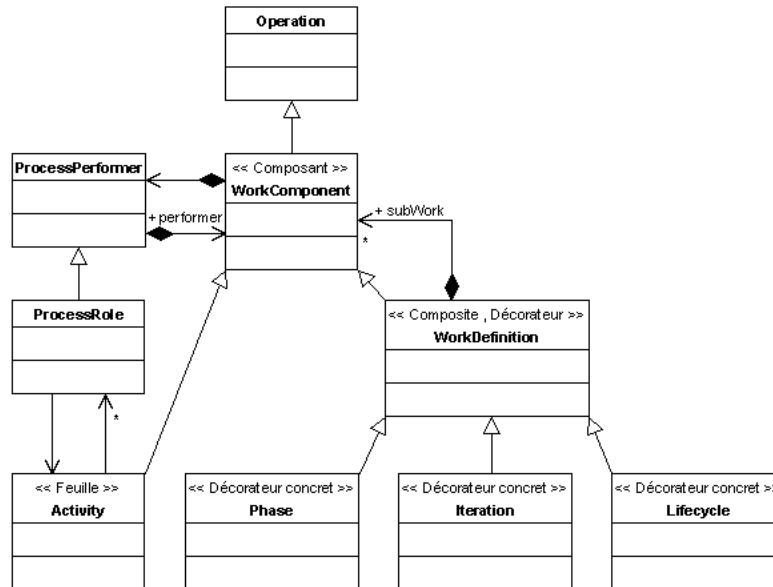 Operation
ProcessPerformer
<< Composant >>
WorkComponent
+ performer
+ subWork
*
ProcessRole
<< Composite , Décorateur >>
WorkDefinition
*
<< Feuille >>
Activity
<< Décorateur concret >>
Phase
<< Décorateur concret >>
Iteration
<< Décorateur concret >>
Lifecycle